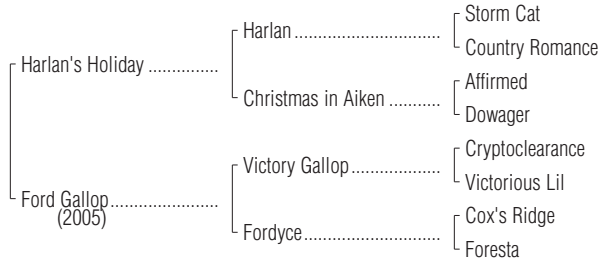 Storm Cat
Harlan ..............................
Country Romance
Harlan's Holiday ...............
Affirmed
Christmas in Aiken ...........
Dowager
Cryptoclearance
Victory Gallop ...................
Victorious Lil
Ford Gallop .......................
(2005)
Cox's Ridge
Fordyce .............................
Foresta